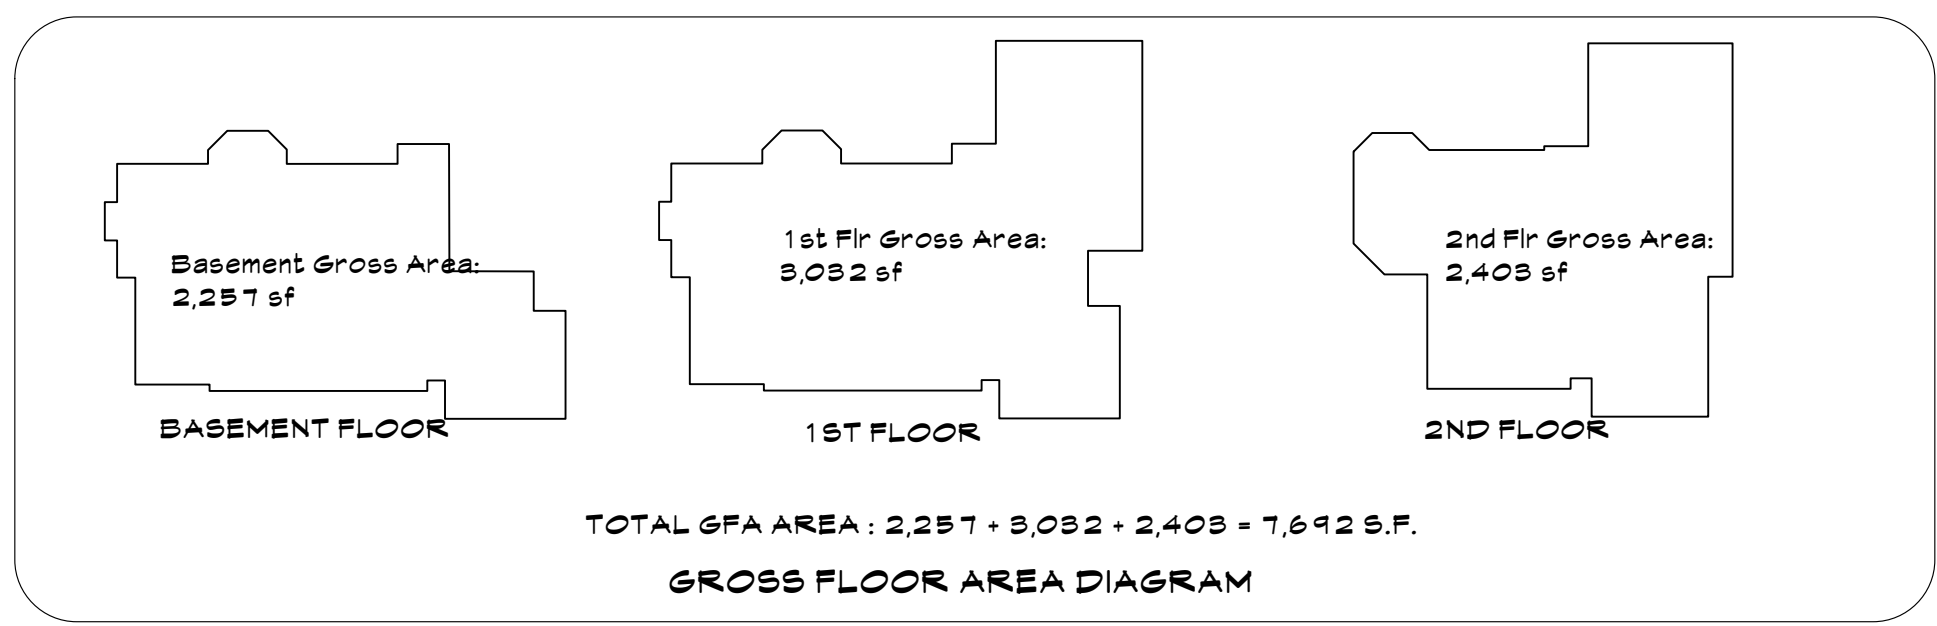 Basement Gross Area:
2,257 sf
BASEMENT FLOOR
1st Flr Gross Area:
3,032 sf
1ST FLOOR
2nd Flr Gross Area:
2,403 sf
2ND FLOOR
TOTAL GFA AREA : 2,257 + 3,032 + 2,403 = 7,692 S.F.
GROSS FLOOR AREA DIAGRAM